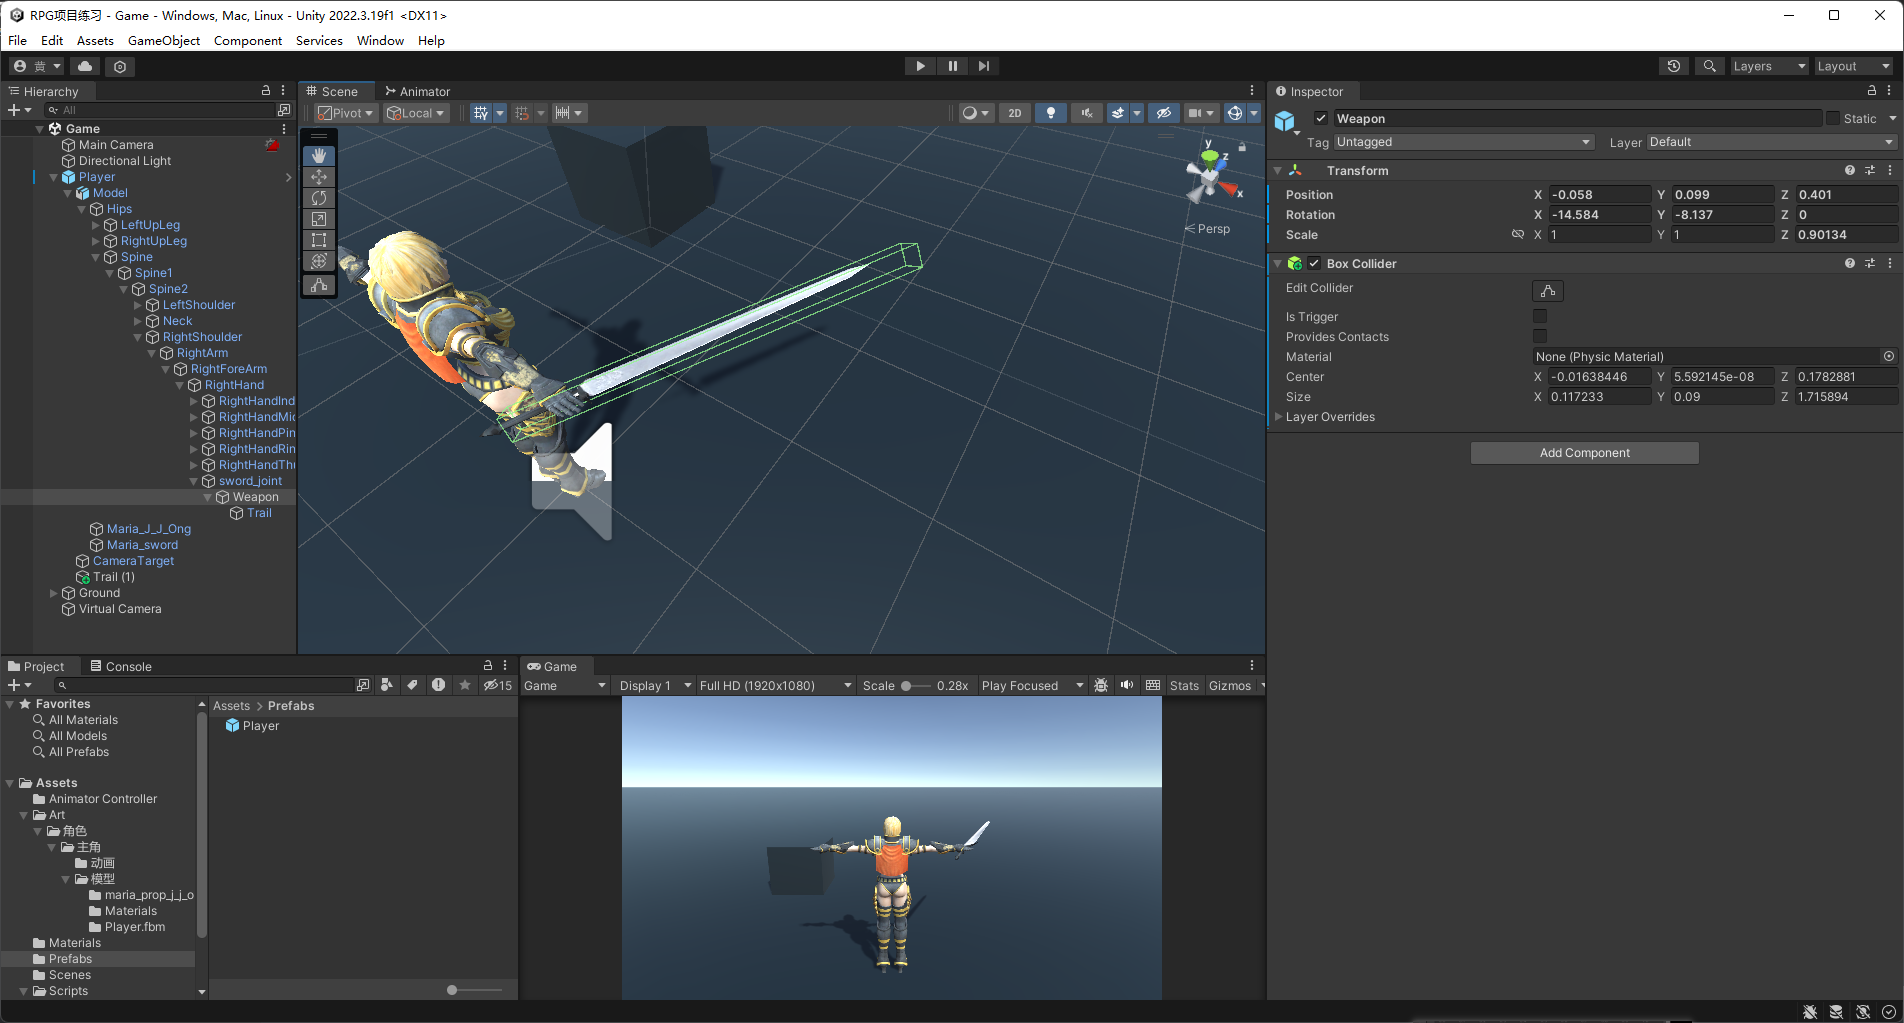 RPG项目练习 - Game - Windows, Mac, Linux - Unity 2022.3.19f1 <DX11>
File Edit Assets GameObject Component Services Window Help
黄
Layers
Layout
Hierarchy
All
Game
Main Camera
Directional Light
Player
Model
Hips
LeftUpLeg
RightUpLeg
Spine
Spine1
Spine2
LeftShoulder
Neck
RightShoulder
RightArm
RightForeArm
RightHand
RightHandInd
RightHandMic
RightHandPin
RightHandRin
RightHandThu
sword_joint
Weapon
Trail
Maria_J_J_Ong
Maria_sword
CameraTarget
Trail (1)
Ground
Virtual Camera
Scene
Animator
Pivot
Local
2D
y
z
x
Persp
Inspector
Weapon
Static
Tag Untagged
Layer Default
Transform
Position X -0.058 Y 0.099 Z 0.401
Rotation X -14.584 Y -8.137 Z 0
Scale X 1 Y 1 Z 0.90134
Box Collider
Edit Collider
Is Trigger
Provides Contacts
Material None (Physic Material)
Center X -0.01638446 Y 5.592145e-08 Z 0.1782881
Size X 0.117233 Y 0.09 Z 1.715894
Layer Overrides
Add Component
Project
Console
15
Favorites
All Materials
All Models
All Prefabs
Assets
Animator Controller
Art
角色
主角
动画
模型
maria_prop_j_j_o
Materials
Player.fbm
Materials
Prefabs
Scenes
Scripts
Assets > Prefabs
Player
Game
Game Display 1 Full HD (1920x1080) Scale 0.28x Play Focused Stats Gizmos